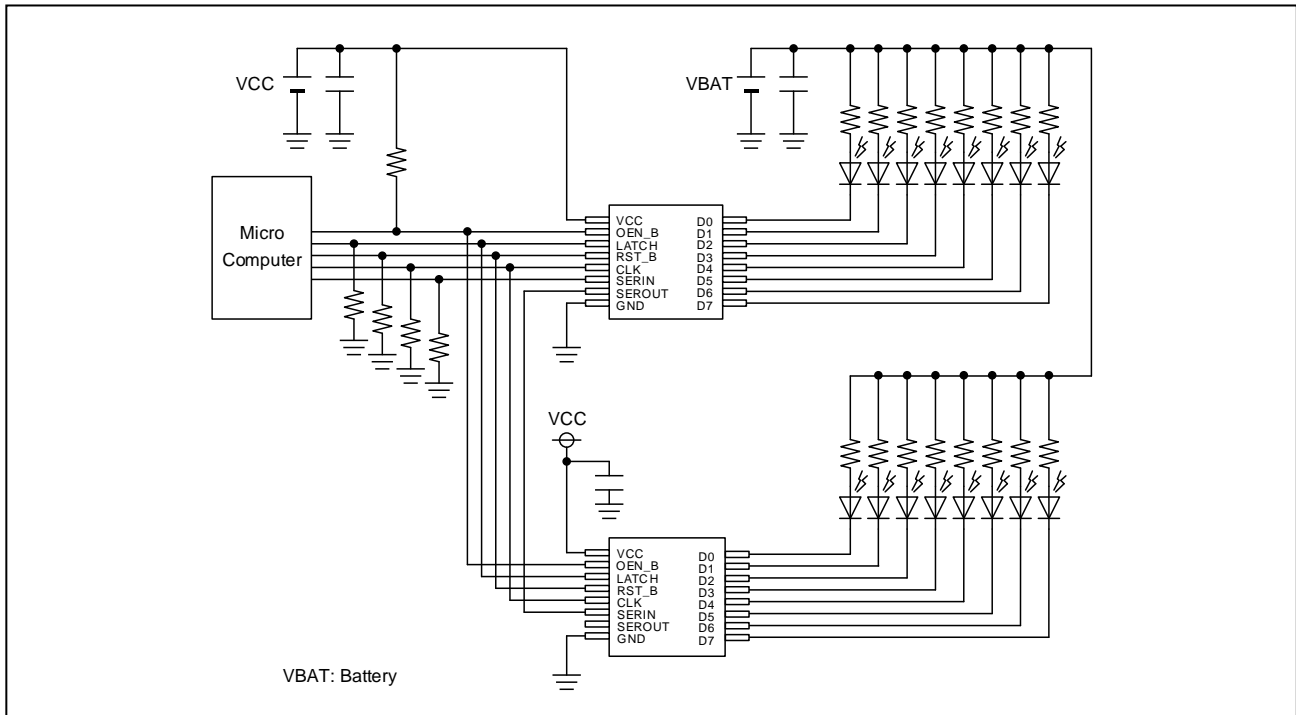 VCC
VBAT
Micro
Computer
VCC
OEN_B
LATCH
RST_B
CLK
SERIN
SEROUT
GND
D0
D1
D2
D3
D4
D5
D6
D7
VCC
VCC
OEN_B
LATCH
RST_B
CLK
SERIN
SEROUT
GND
D0
D1
D2
D3
D4
D5
D6
D7
VBAT: Battery